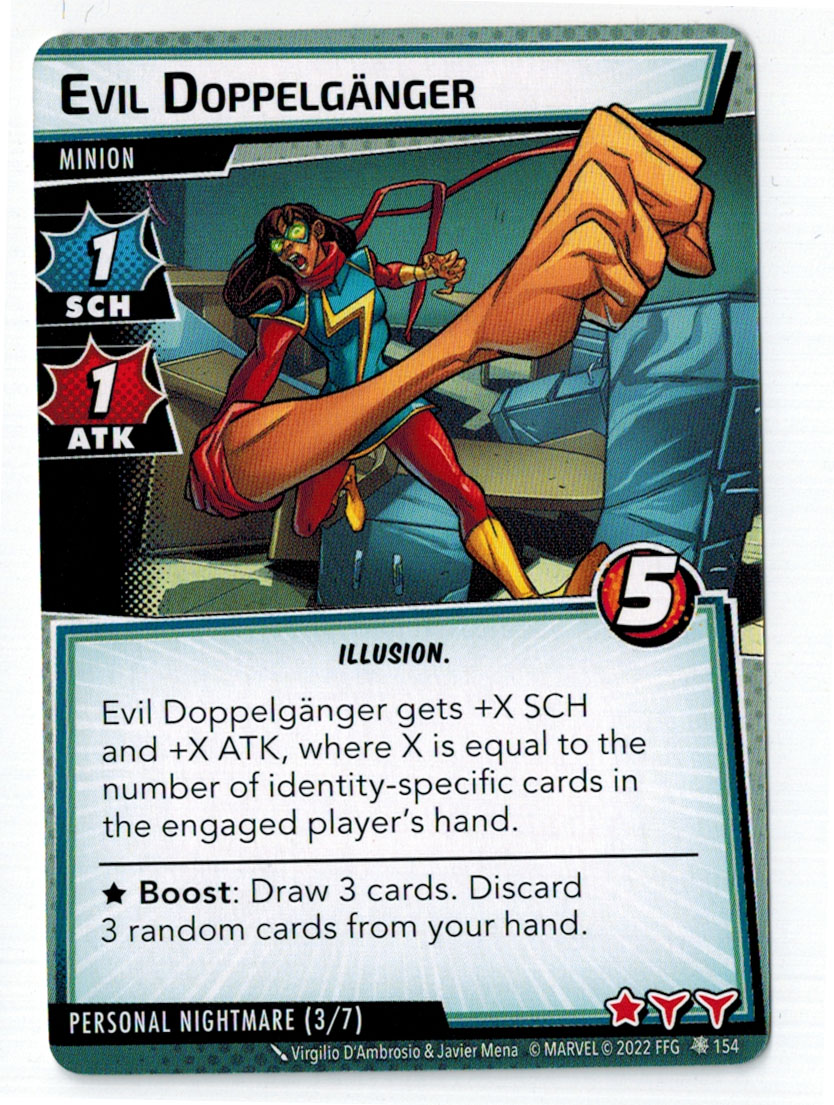 EVIL DOPPELGÄNGER
MINION
1
SCH
1
ATK
5
ILLUSION.
Evil Doppelgänger gets +X SCH
and +X ATK, where X is equal to the
number of identity-specific cards in
the engaged player's hand.
★ Boost: Draw 3 cards. Discard
3 random cards from your hand.
PERSONAL NIGHTMARE (3/7)
Virgilio D'Ambrosio & Javier Mena © MARVEL © 2022 FFG 154